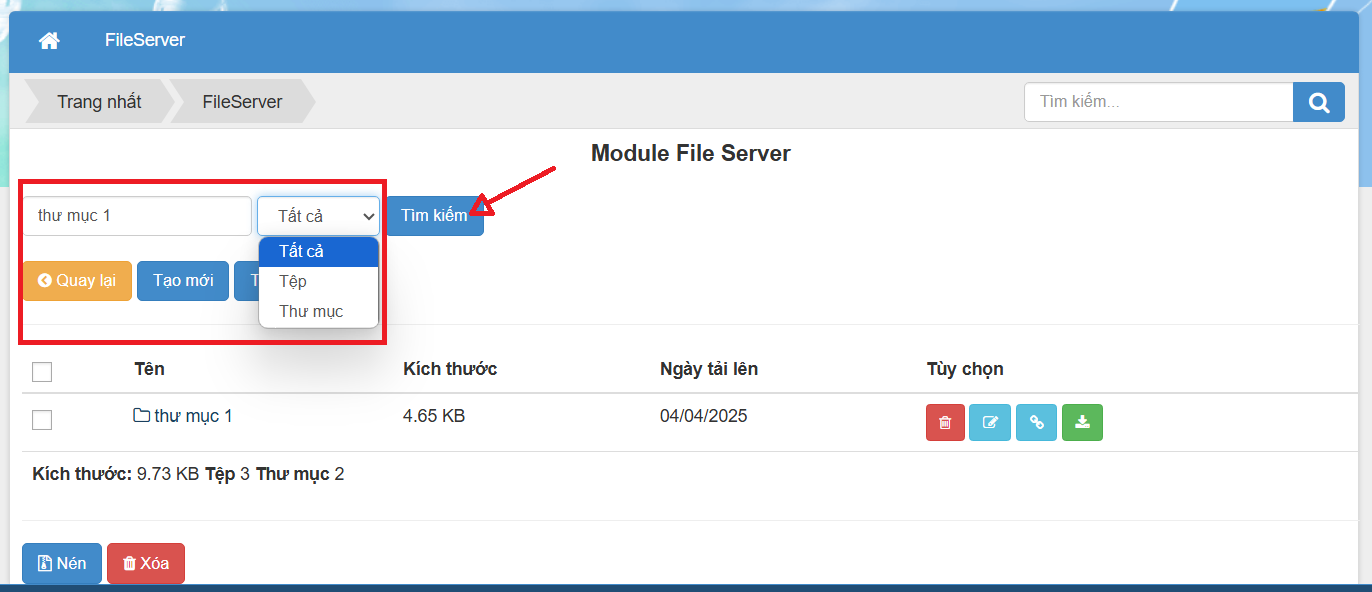 FileServer
Trang nhất FileServer Tìm kiếm...
Module File Server
thư mục 1 Tất cả Tìm kiếm
Tất cả
Tệp
Thư mục
Quay lại Tạo mới T
Tên Kích thước Ngày tải lên Tùy chọn
thư mục 1 4.65 KB 04/04/2025
Kích thước: 9.73 KB Tệp 3 Thư mục 2
Nén Xóa